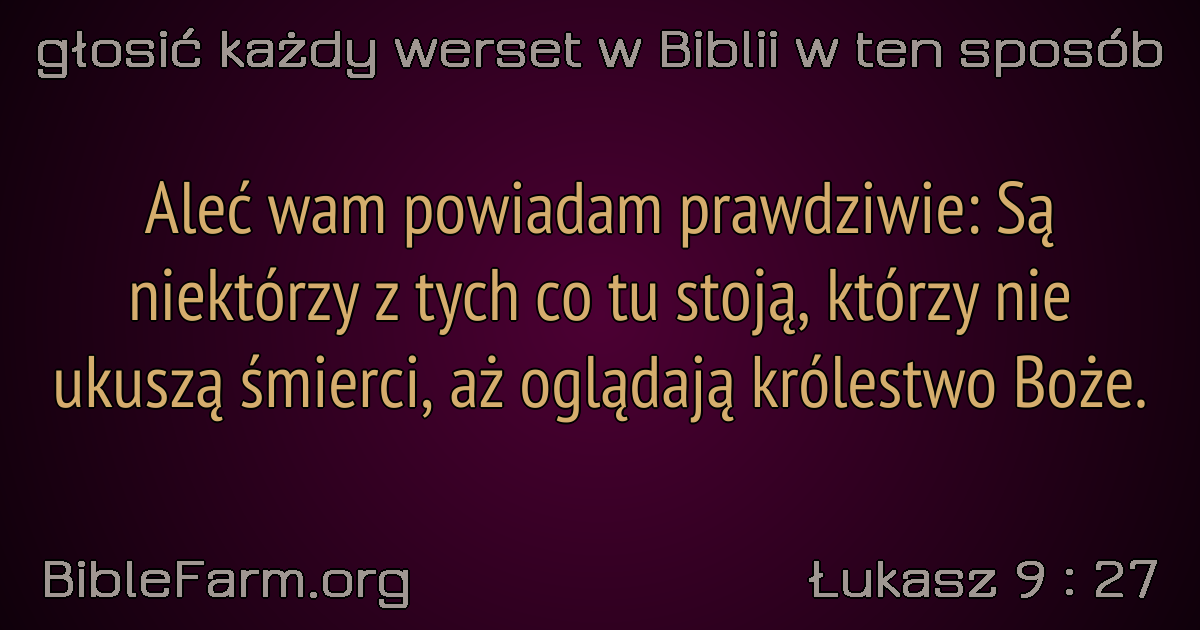 głosić każdy werset w Biblii w ten sposób
Aleć wam powiadam prawdziwie: Są
niektórzy z tych co tu stoją, którzy nie
ukuszą śmierci, aż oglądają królestwo Boże.
BibleFarm.org
Łukasz 9 : 27